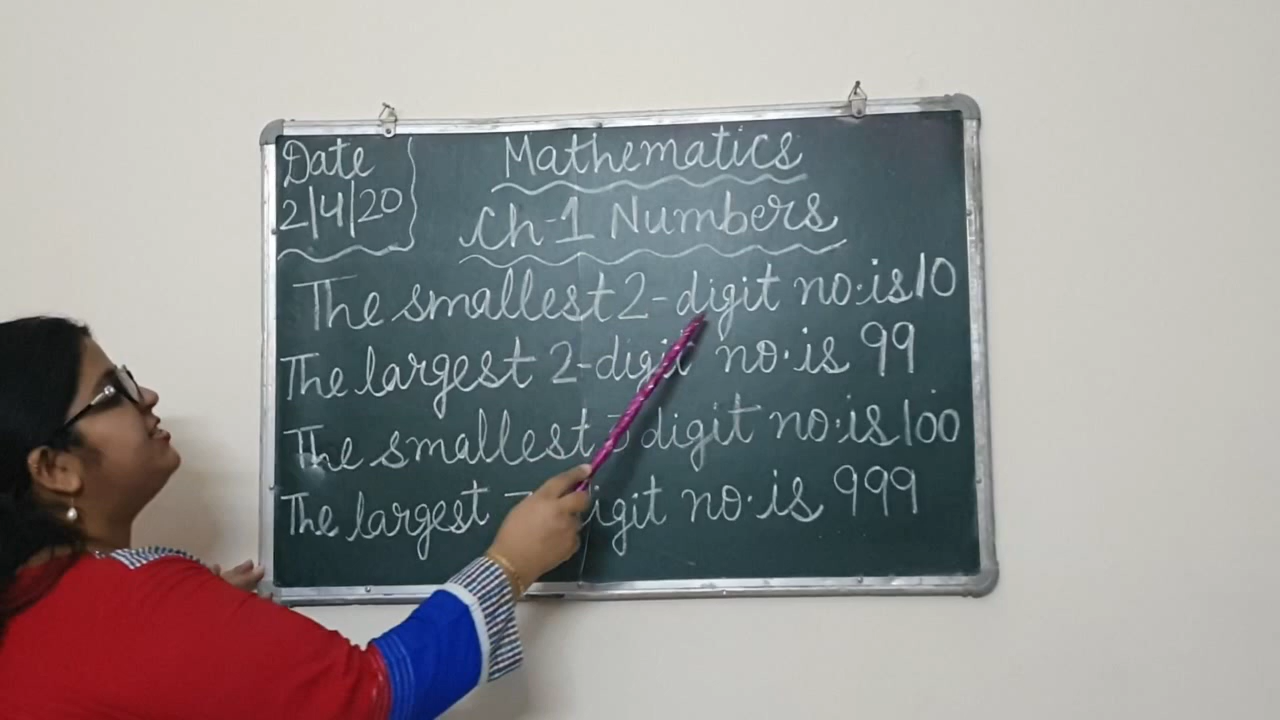 Date
2/4/20
Mathematics
Ch-1 Numbers
The smallest 2-digit no. is 10
The largest 2-digit no. is 99
The smallest 3 digit no. is 100
The largest digit no. is 999